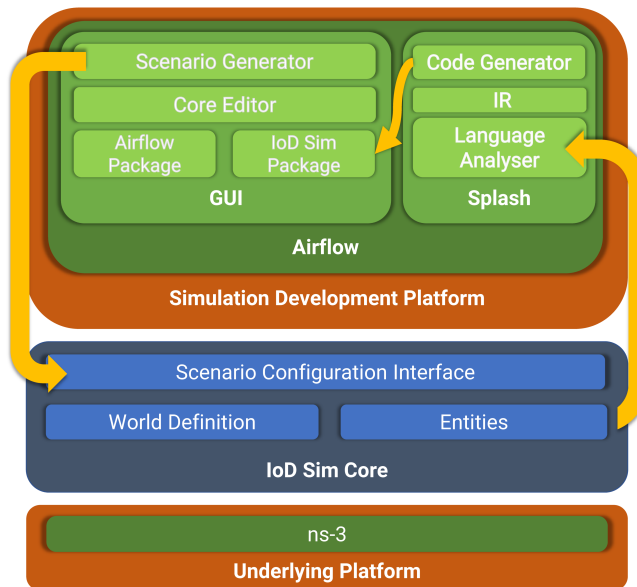 Scenario Generator
Core Editor
Airflow
Package
IoD Sim
Package
GUI
Code Generator
IR
Language
Analyser
Splash
Airflow
Simulation Development Platform
Scenario Configuration Interface
World Definition
Entities
IoD Sim Core
ns-3
Underlying Platform